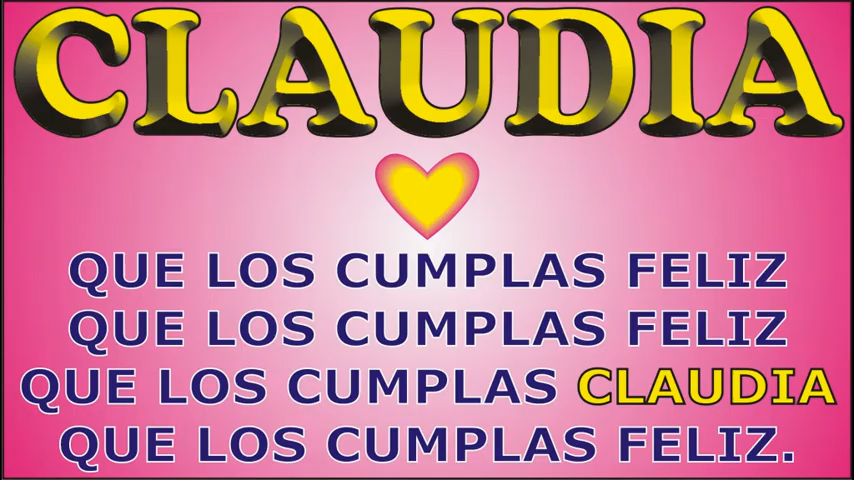 CLAUDIA
QUE LOS CUMPLAS FELIZ
QUE LOS CUMPLAS FELIZ
QUE LOS CUMPLAS CLAUDIA
QUE LOS CUMPLAS FELIZ.